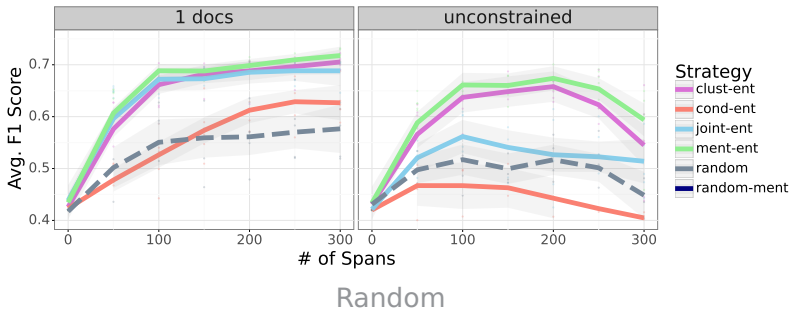 1 docs
unconstrained
Avg. F1 Score
0.7
0.6
0.5
0.4
0 100 200 300
0 100 200 300
# of Spans
Strategy
clust-ent
cond-ent
joint-ent
ment-ent
random
random-ment
Random